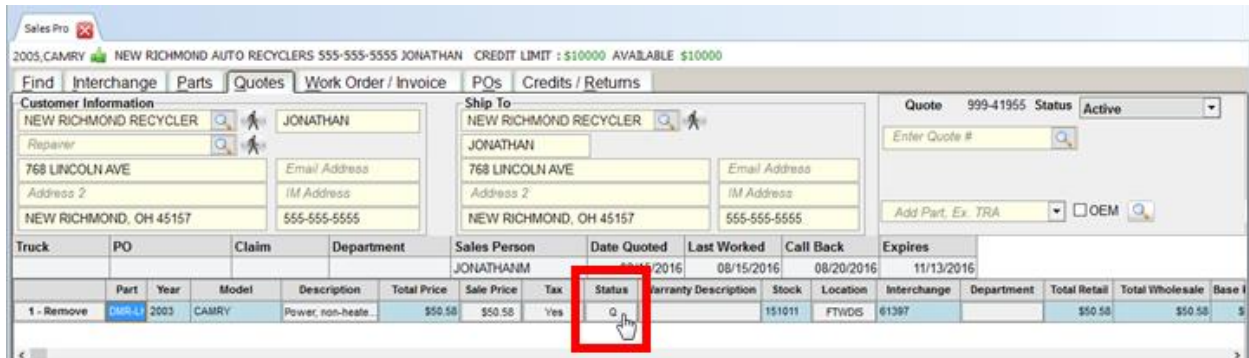 Sales Pro
2005,CAMRY NEW RICHMOND AUTO RECYCLERS 555-555-5555 JONATHAN CREDIT LIMIT : $10000 AVAILABLE $10000
Find Interchange Parts Quotes Work Order / Invoice POs Credits / Returns
Customer Information Ship To Quote 999-41955 Status Active
NEW RICHMOND RECYCLER JONATHAN NEW RICHMOND RECYCLER
Repairer JONATHAN Enter Quote #
768 LINCOLN AVE Email Address 768 LINCOLN AVE Email Address
Address 2 IM Address Address 2 IM Address
NEW RICHMOND, OH 45157 555-555-5555 NEW RICHMOND, OH 45157 555-555-5555 Add Part, Ex. TRA OEM
Truck PO Claim Department Sales Person Date Quoted Last Worked Call Back Expires
JONATHANM 08/15/2016 08/20/2016 11/13/2016
Part Year Model Description Total Price Sale Price Tax Status Warranty Description Stock Location Interchange Department Total Retail Total Wholesale Base
1 - Remove 2003 CAMRY Power, non-heate... $50.58 $50.58 Yes Q 151011 FTWDIS 61397 $50.58 $50.58 $